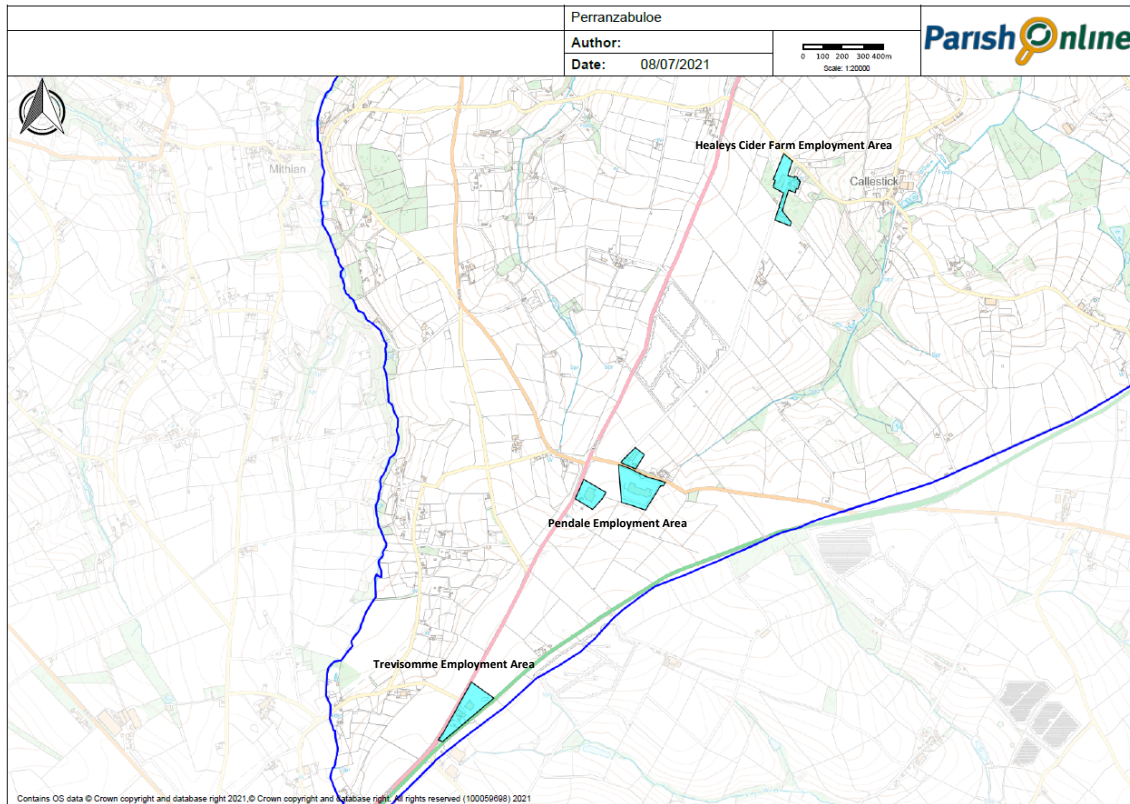 Perranzabuloe
Author:
Date: 08/07/2021
0 100 200 300 400m
Scale: 1:20000
Parish Online
Healeys Cider Farm Employment Area
Mithian
Callestick
Pendale Employment Area
Trevisomme Employment Area
Contains OS data © Crown copyright and database right 2021,© Crown copyright and database right. All rights reserved (100059698) 2021